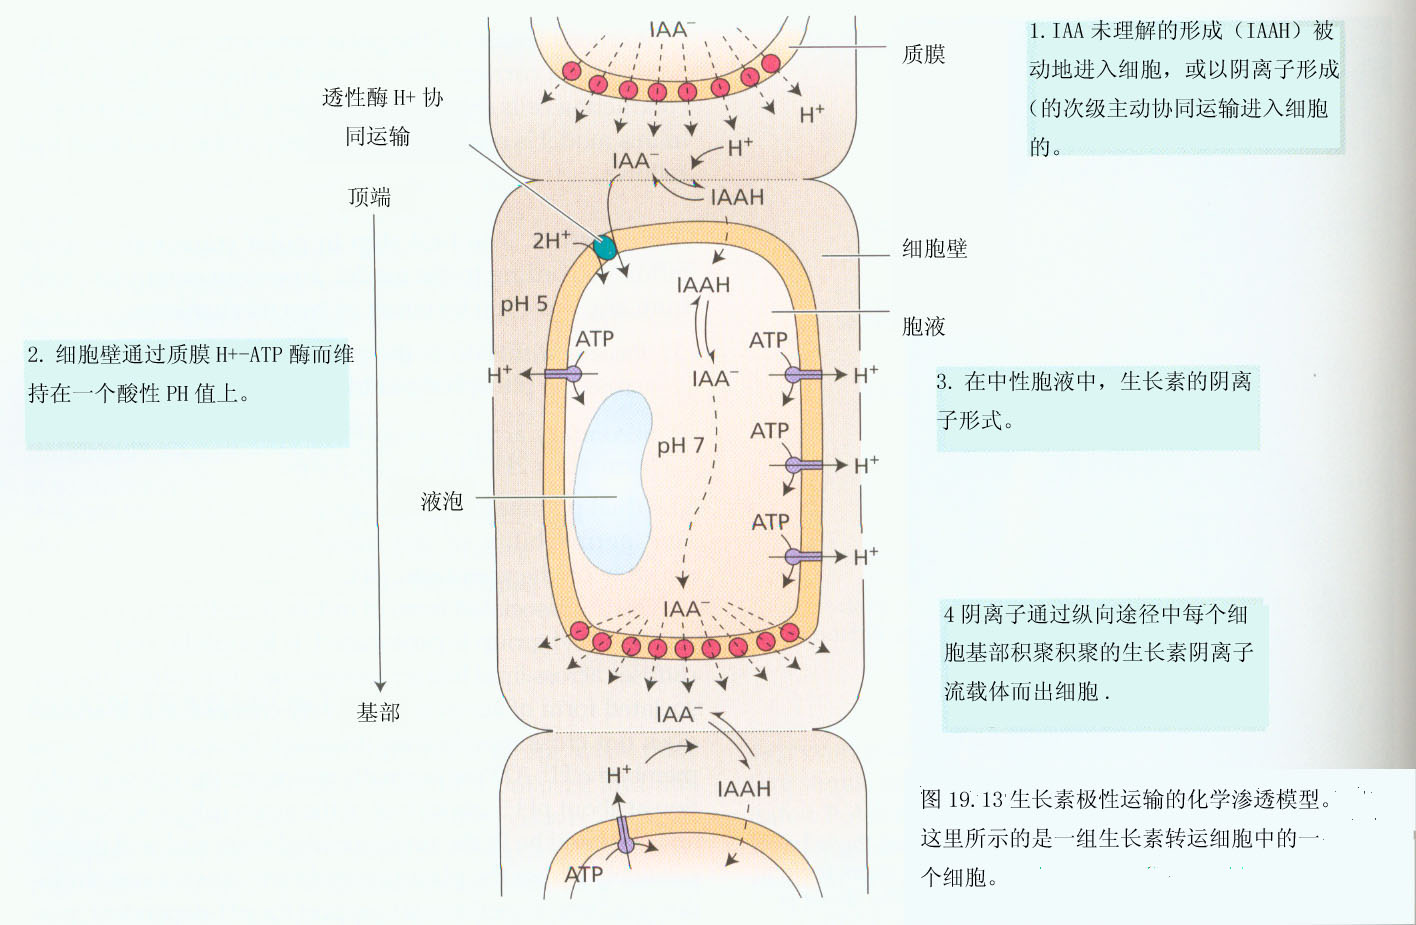 IAA⁻
质膜
1.IAA 未理解的形成（IAAH）被
动地进入细胞，或以阴离子形成
（的次级主动协同运输进入细胞
的。
透性酶 H+ 协
同运输
H⁺
IAA⁻
H⁺
顶端
IAAH
2H⁺
细胞壁
IAAH
pH 5
胞液
ATP
ATP
2. 细胞壁通过质膜 H+-ATP 酶而维
持在一个酸性 PH 值上。
H⁺
IAA⁻
H⁺
3. 在中性胞液中，生长素的阴离
子形式。
ATP
pH 7
H⁺
液泡
ATP
H⁺
IAA⁻
4 阴离子通过纵向途径中每个细
胞基部积聚积聚的生长素阴离子
流载体而出细胞.
基部
IAA⁻
H⁺
IAAH
ATP
图 19.13 生长素极性运输的化学渗透模型。
这里所示的是一组生长素转运细胞中的一
个细胞。